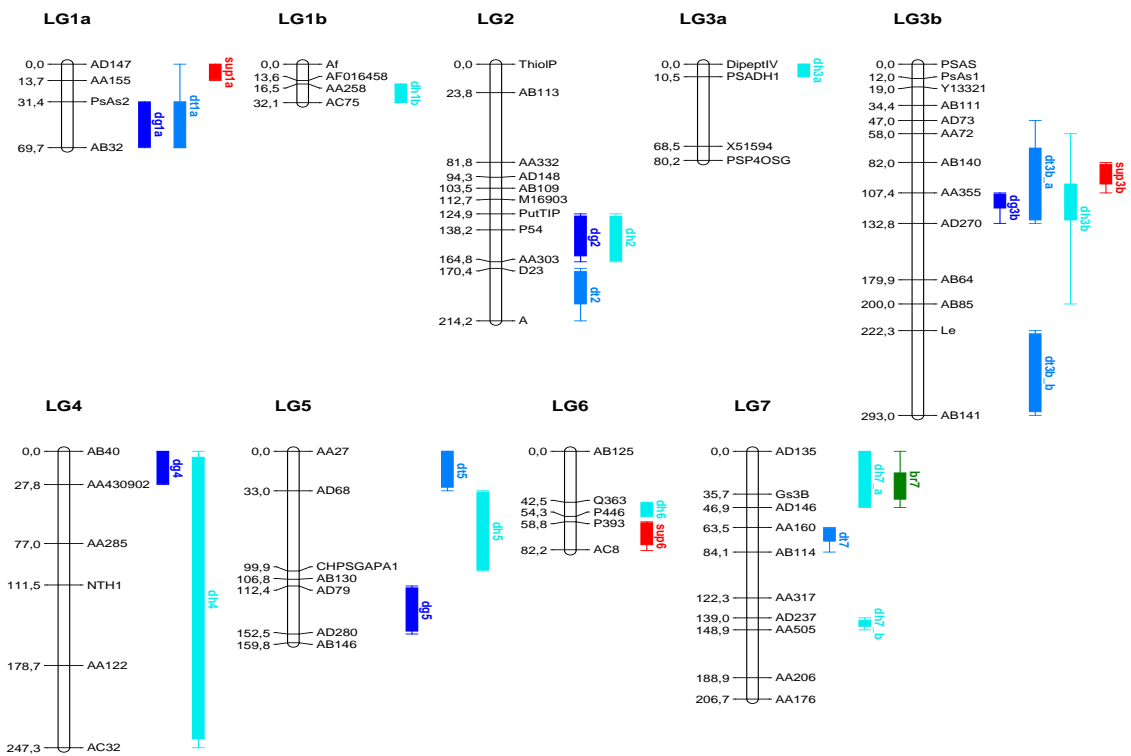 LG1a
0,0 AD147
13,7 AA155
31,4 PsAs2
69,7 AB32
dg1a
dt1a
sup1a
LG1b
0,0 Af
13,6 AF016458
16,5 AA258
32,1 AC75
dh1b
LG2
0,0 ThiolP
23,8 AB113
81,8 AA332
94,3 AD148
103,5 AB109
112,7 M16903
124,9 PutTIP
138,2 P54
164,8 AA303
170,4 D23
214,2 A
dg2
dh2
dt2
LG3a
0,0 DipeptIV
10,5 PSADH1
68,5 X51594
80,2 PSP4OSG
dh3a
LG3b
0,0 PSAS
12,0 PsAs1
19,0 Y13321
34,4 AB111
47,0 AD73
58,0 AA72
82,0 AB140
107,4 AA355
132,8 AD270
179,9 AB64
200,0 AB85
222,3 Le
293,0 AB141
dg3b
dt3b_a
dh3b
sup3b
dt3b_b
LG4
0,0 AB40
27,8 AA430902
77,0 AA285
111,5 NTH1
178,7 AA122
247,3 AC32
dg4
dh4
LG5
0,0 AA27
33,0 AD68
99,9 CHPSGAPA1
106,8 AB130
112,4 AD79
152,5 AD280
159,8 AB146
dg5
dt5
dh5
LG6
0,0 AB125
42,5 Q363
54,3 P446
58,8 P393
82,2 AC8
dh6
sup6
LG7
0,0 AD135
35,7 Gs3B
46,9 AD146
63,5 AA160
84,1 AB114
122,3 AA317
139,0 AD237
148,9 AA505
188,9 AA206
206,7 AA176
dt7
dh7_a
br7
dh7_b